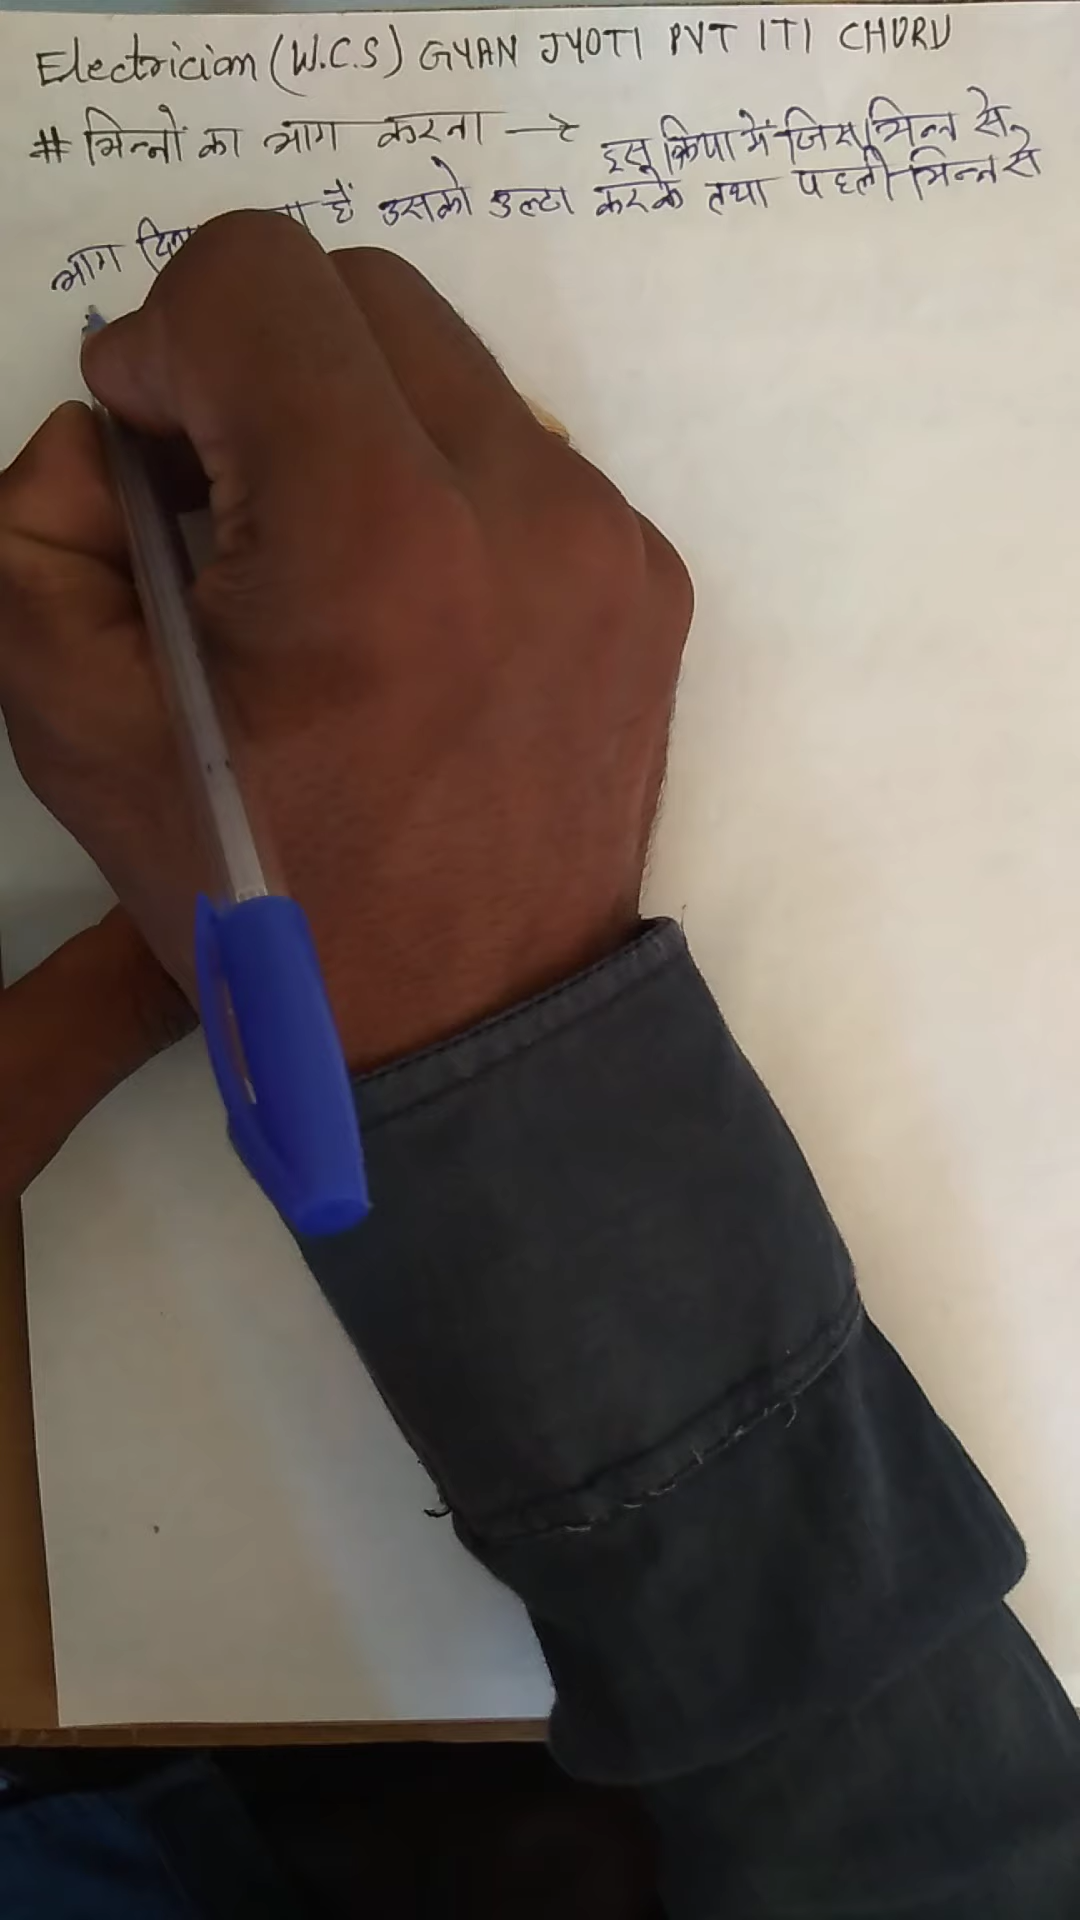 Electrician (W.C.S) GYAN JYOTI PVT ITI CHURU
# भिन्नों का भाग करना → इस क्रिया में जिस भिन्न से
भाग है उसको उल्टा करके तथा पहली भिन्न से